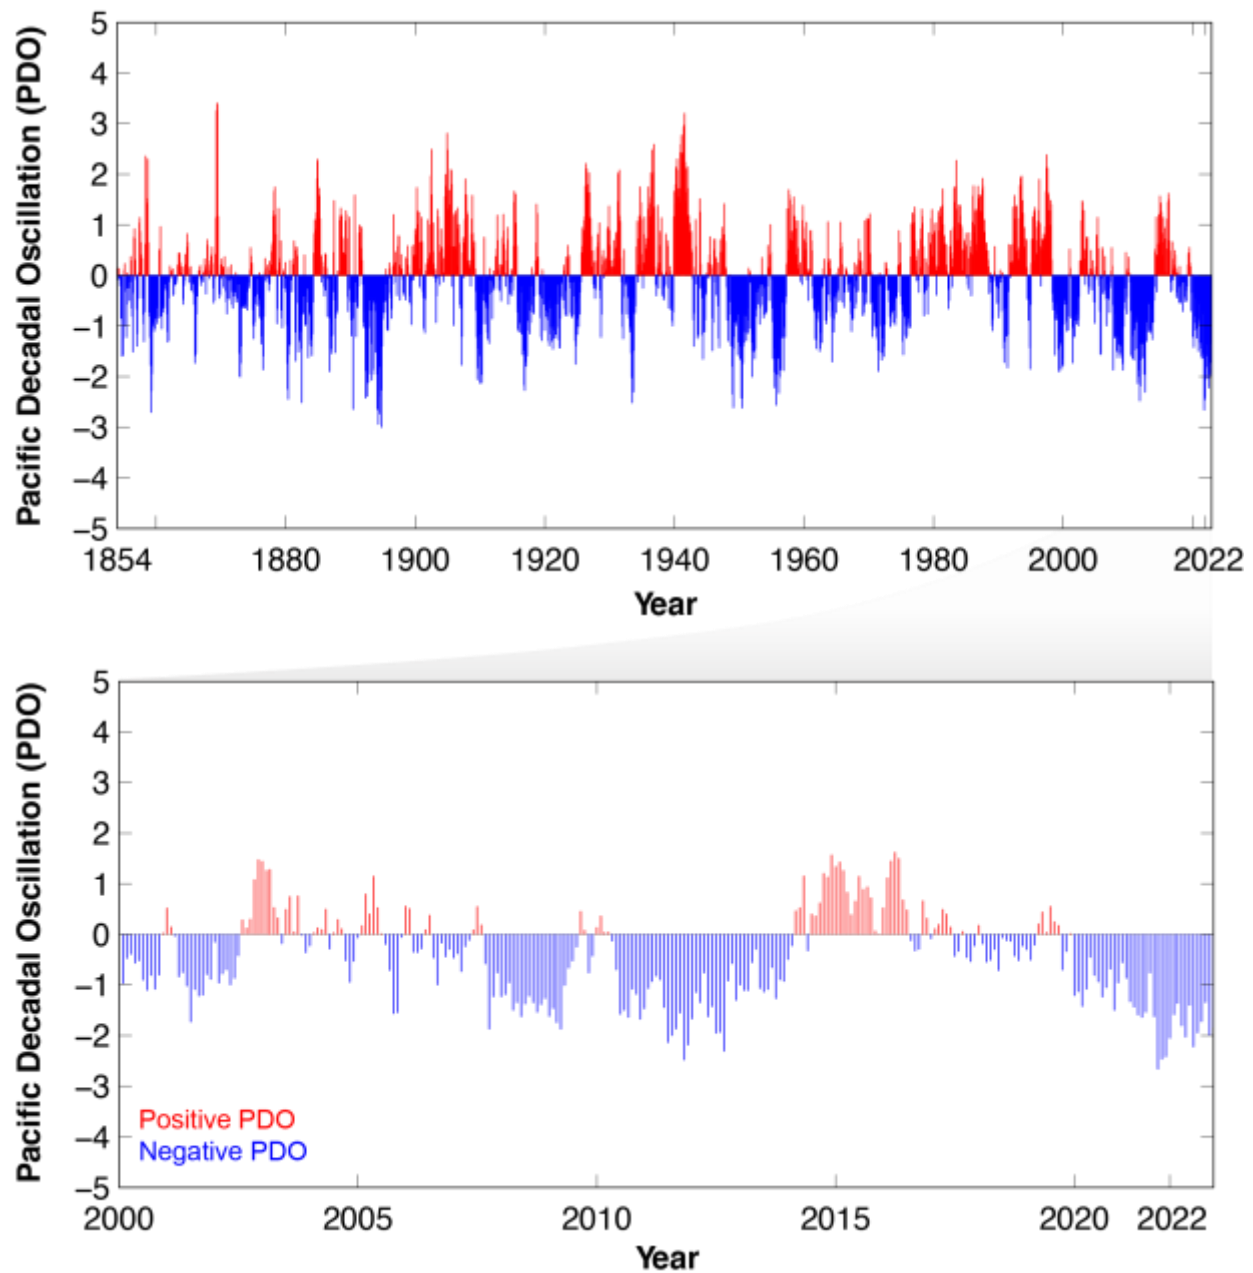 Pacific Decadal Oscillation (PDO)
5
4
3
2
1
0
−1
−2
−3
−4
−5
1854 1880 1900 1920 1940 1960 1980 2000 2022
Year
Pacific Decadal Oscillation (PDO)
5
4
3
2
1
0
−1
−2
−3
−4
−5
Positive PDO
Negative PDO
2000 2005 2010 2015 2020 2022
Year